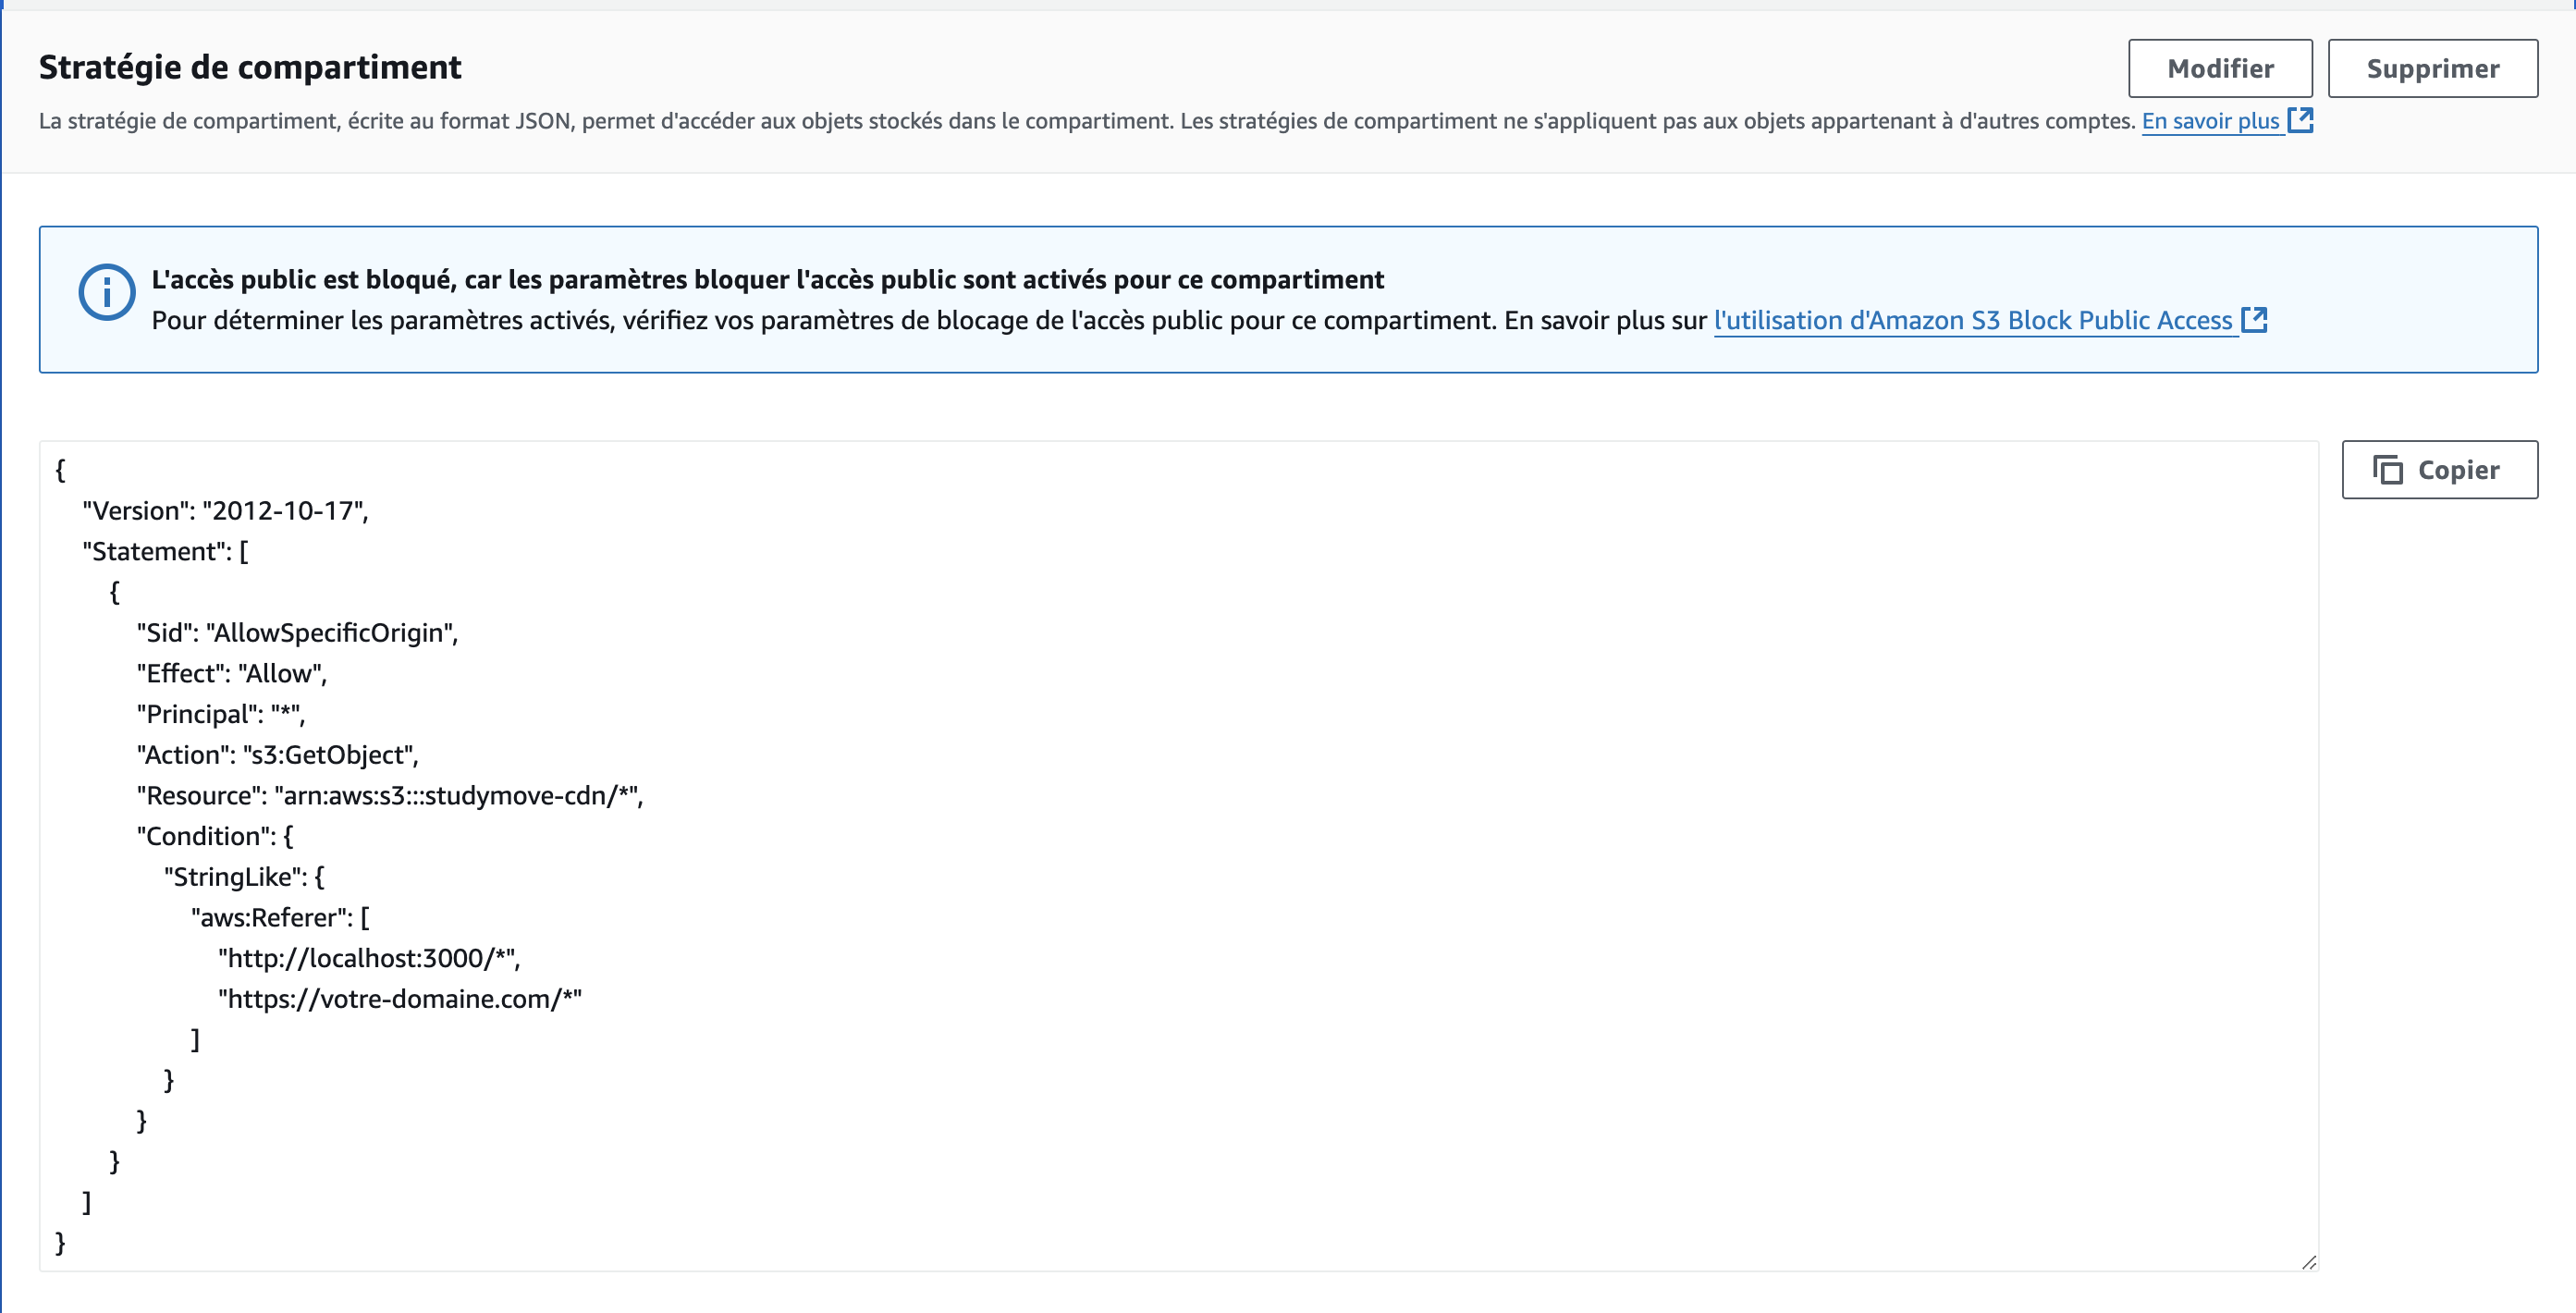 Stratégie de compartiment
Modifier
Supprimer
La stratégie de compartiment, écrite au format JSON, permet d'accéder aux objets stockés dans le compartiment. Les stratégies de compartiment ne s'appliquent pas aux objets appartenant à d'autres comptes. En savoir plus
L'accès public est bloqué, car les paramètres bloquer l'accès public sont activés pour ce compartiment
Pour déterminer les paramètres activés, vérifiez vos paramètres de blocage de l'accès public pour ce compartiment. En savoir plus sur l'utilisation d'Amazon S3 Block Public Access
Copier
{
    "Version": "2012-10-17",
    "Statement": [
        {
            "Sid": "AllowSpecificOrigin",
            "Effect": "Allow",
            "Principal": "*",
            "Action": "s3:GetObject",
            "Resource": "arn:aws:s3:::studymove-cdn/*",
            "Condition": {
                "StringLike": {
                    "aws:Referer": [
                        "http://localhost:3000/*",
                        "https://votre-domaine.com/*"
                    ]
                }
            }
        }
    ]
}